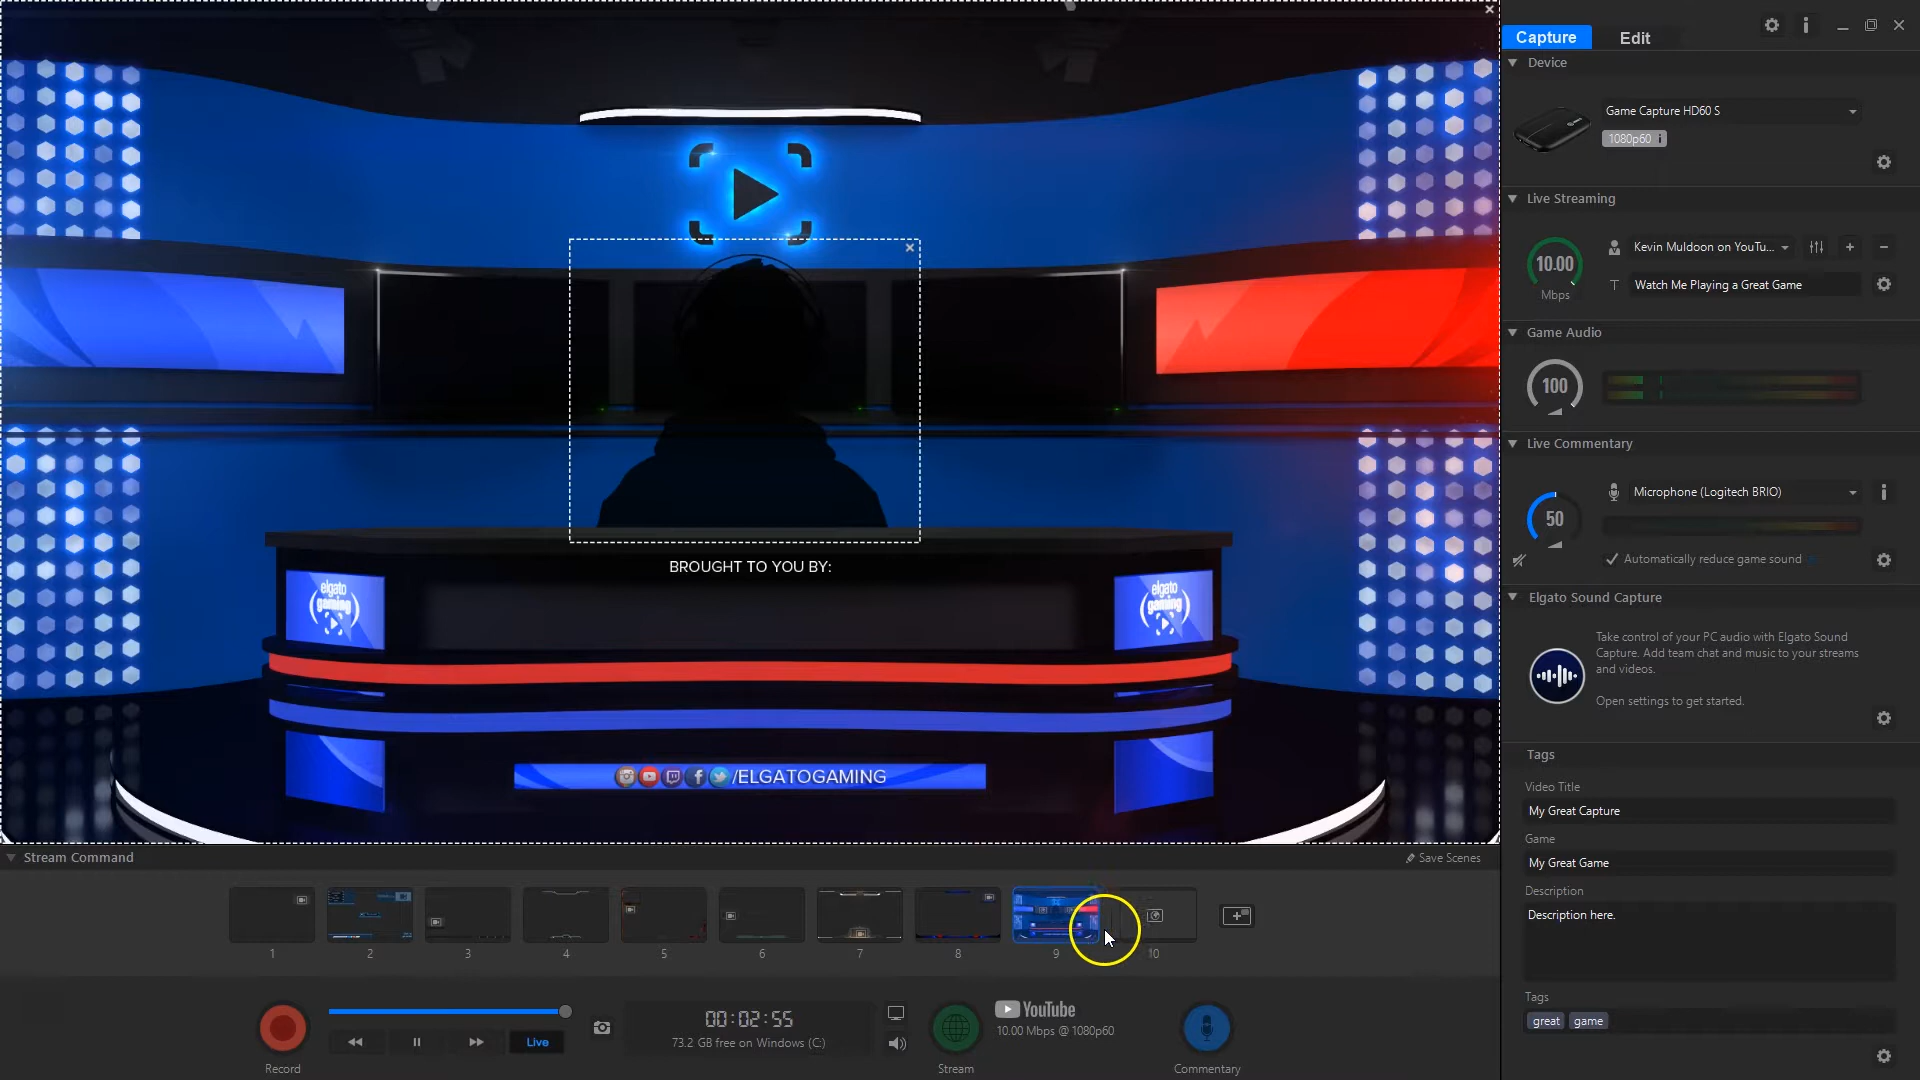 Capture
Edit
Device
Game Capture HD60 S
1080p60 i
Live Streaming
10.00
Mbps
Kevin Muldoon on YouTu...
T Watch Me Playing a Great Game
Game Audio
100
Live Commentary
50
Microphone (Logitech BRIO)
Automatically reduce game sound
Elgato Sound Capture
Take control of your PC audio with Elgato Sound
Capture. Add team chat and music to your streams
and videos.
Open settings to get started.
Tags
Video Title
My Great Capture
Game
My Great Game
Description
Description here.
Tags
great game
BROUGHT TO YOU BY:
elgato
gaming
elgato
gaming
/ELGATOGAMING
Stream Command
Save Scenes
1 2 3 4 5 6 7 8 9 10
Live
00:02:55
73.2 GB free on Windows (C:)
YouTube
10.00 Mbps @ 1080p60
Record
Stream
Commentary